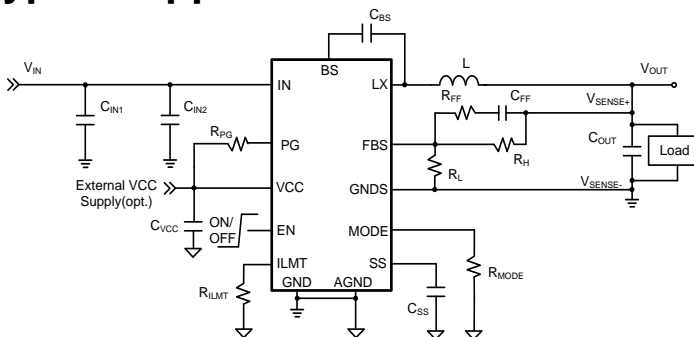 C_BS
V_IN
BS
L
V_OUT
IN
LX
C_IN1
C_IN2
R_FF
C_FF
V_SENSE+
R_PG
PG
FBS
R_H
C_OUT
Load
External VCC
Supply(opt.)
VCC
R_L
GNDS
V_SENSE-
C_VCC
ON/
OFF
EN
MODE
ILMT
SS
R_MODE
R_ILMT
GND
AGND
C_SS